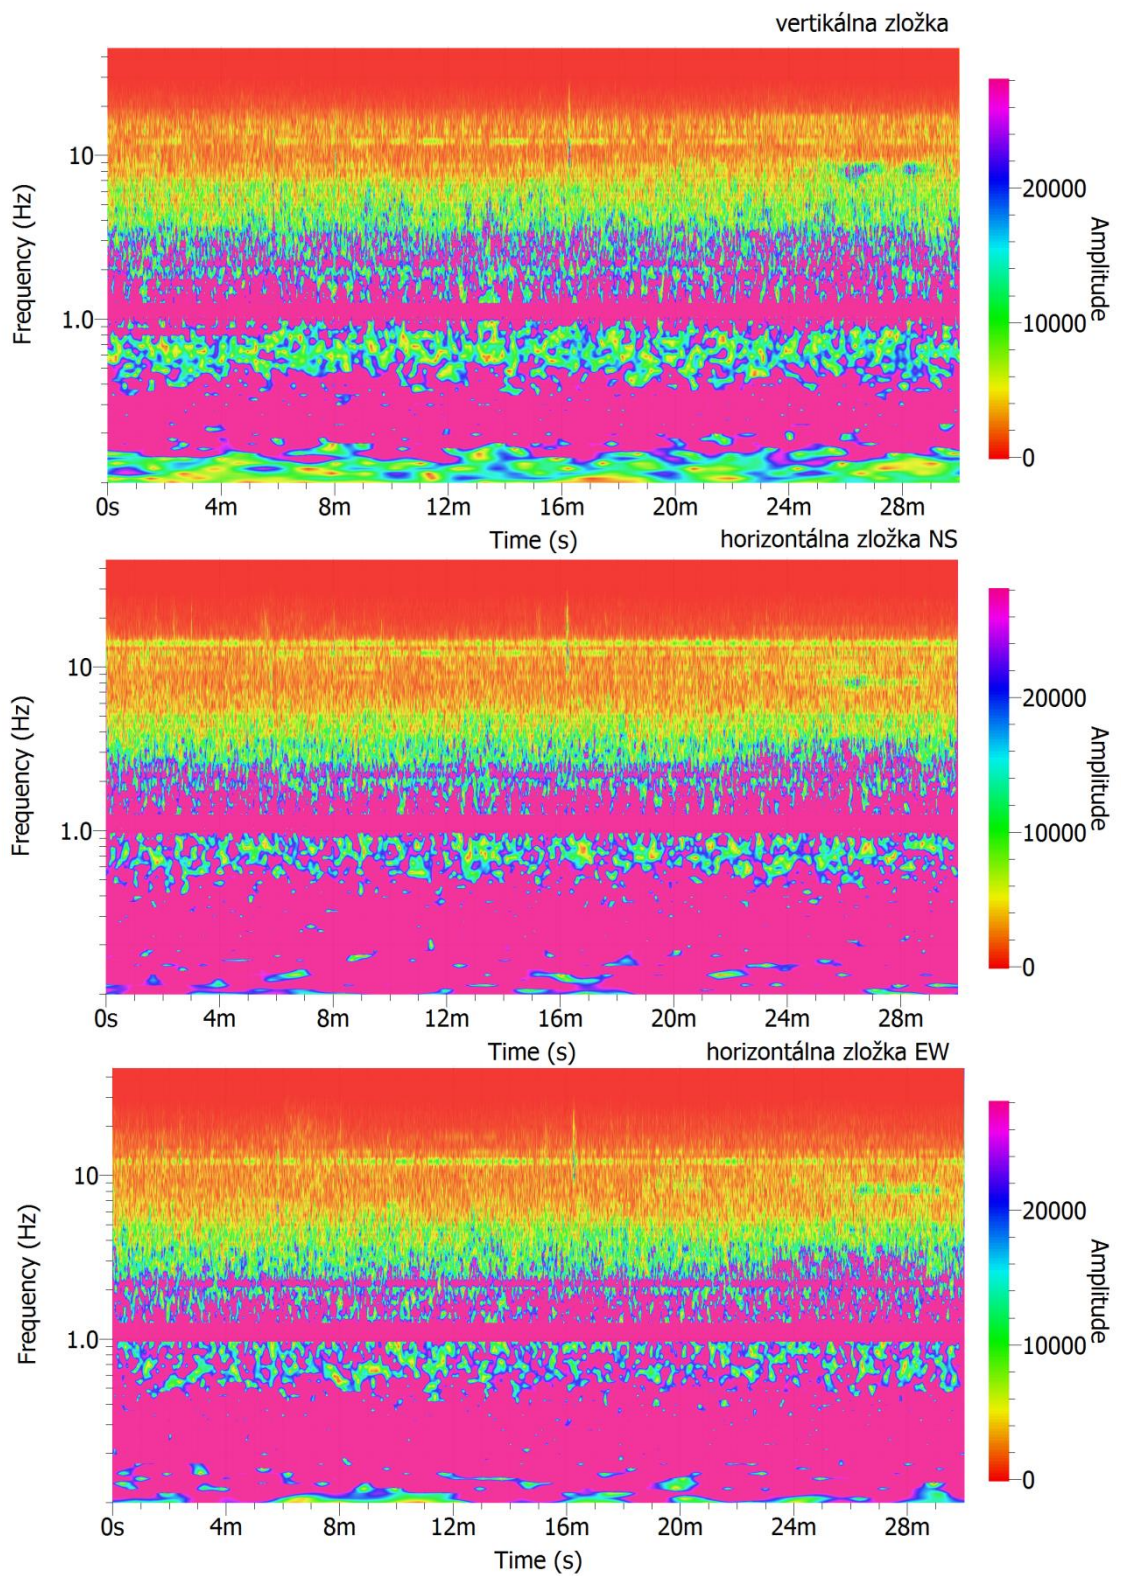 vertikálna zložka
10
1.0
Frequency (Hz)
20000
10000
0
Amplitude
0s 4m 8m 12m 16m 20m 24m 28m
Time (s)
horizontálna zložka NS
10
1.0
Frequency (Hz)
20000
10000
0
Amplitude
0s 4m 8m 12m 16m 20m 24m 28m
Time (s)
horizontálna zložka EW
10
1.0
Frequency (Hz)
20000
10000
0
Amplitude
0s 4m 8m 12m 16m 20m 24m 28m
Time (s)